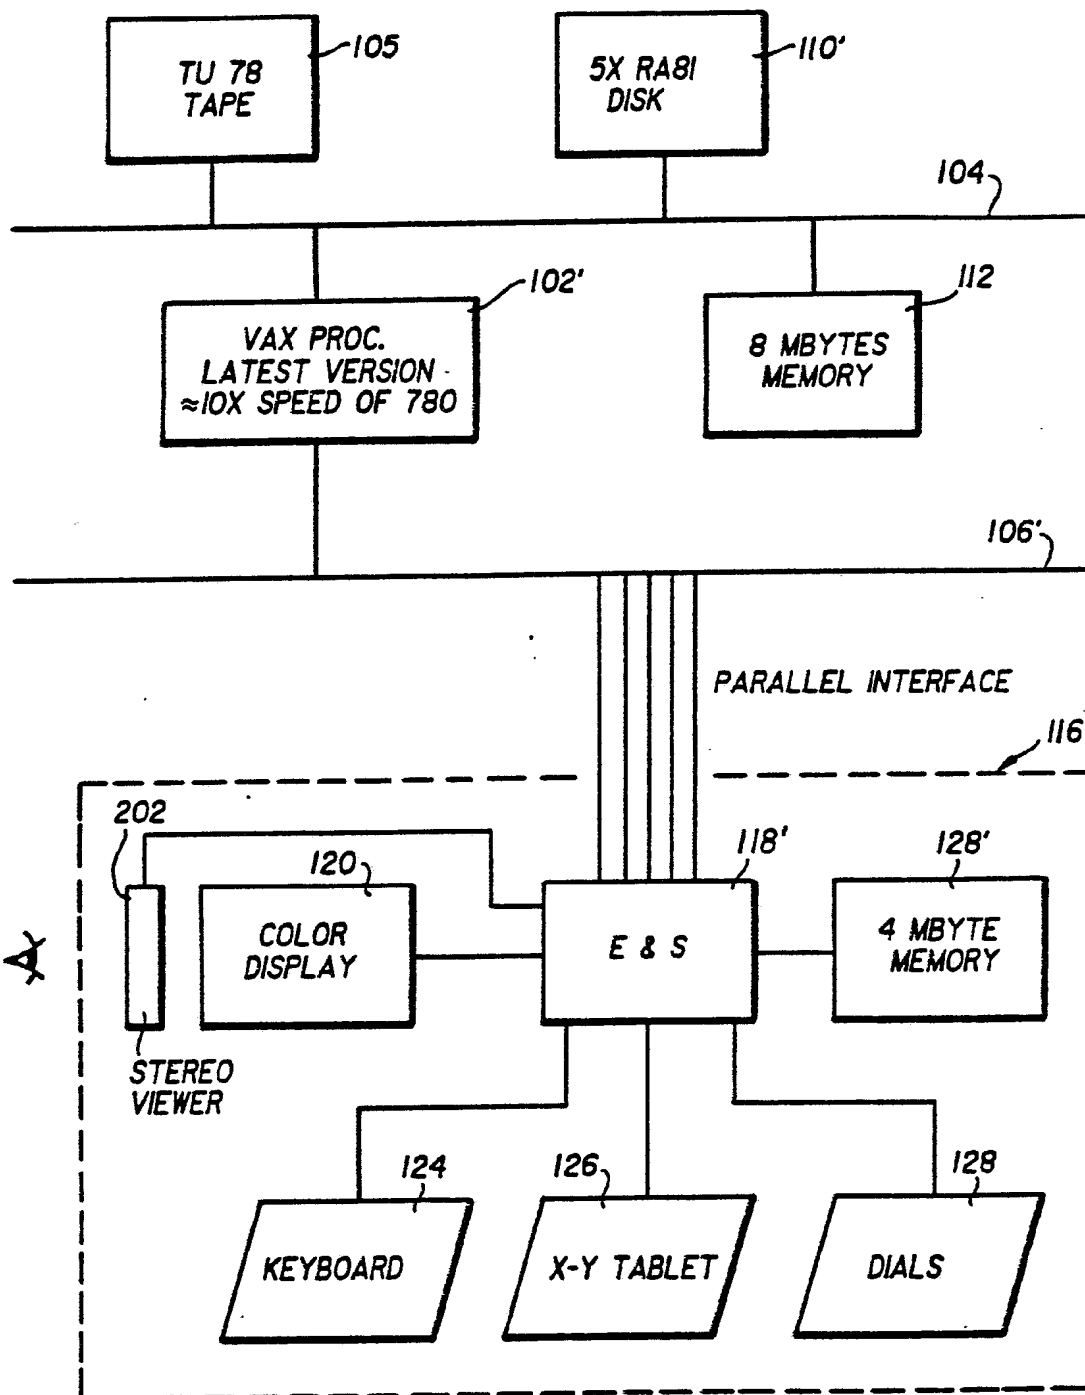 TU 78
TAPE
105
5X RA81
DISK
110'
104
VAX PROC.
LATEST VERSION
≈10X SPEED OF 780
102'
8 MBYTES
MEMORY
112
106'
PARALLEL INTERFACE
116
202
120
COLOR
DISPLAY
118'
E & S
128'
4 MBYTE
MEMORY
STEREO
VIEWER
124
KEYBOARD
126
X-Y TABLET
128
DIALS